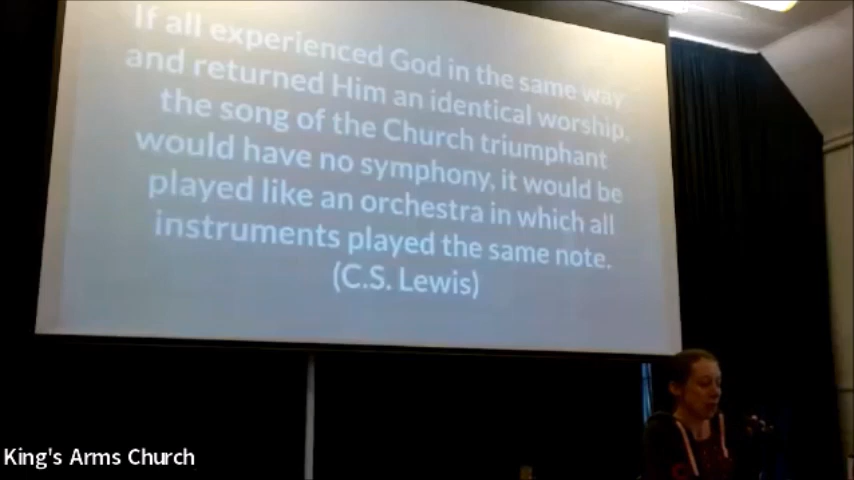 If all experienced God in the same way
and returned Him an identical worship,
the song of the Church triumphant
would have no symphony, it would be
played like an orchestra in which all
instruments played the same note.
(C.S. Lewis)
King's Arms Church